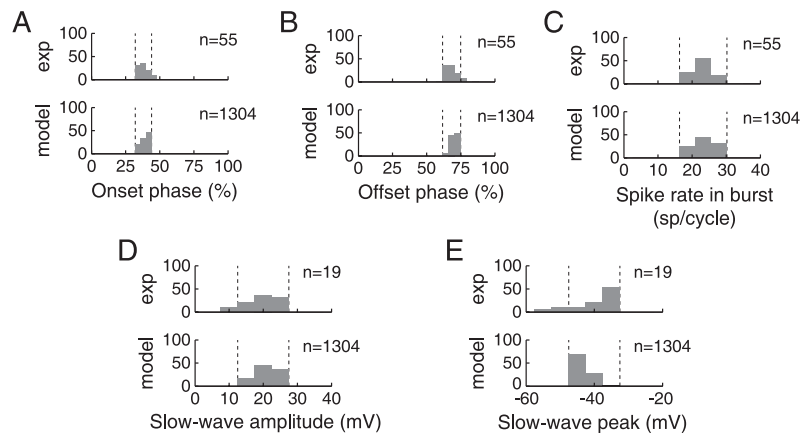 A
exp
100
50
0
n=55
model
100
50
0
n=1304
0 25 50 75 100
Onset phase (%)
B
exp
100
50
0
n=55
model
100
50
0
n=1304
0 25 50 75 100
Offset phase (%)
C
exp
100
50
0
n=55
model
100
50
0
n=1304
0 10 20 30 40
Spike rate in burst
(sp/cycle)
D
exp
100
50
0
n=19
model
100
50
0
n=1304
0 10 20 30 40
Slow-wave amplitude (mV)
E
exp
100
50
0
n=19
model
100
50
0
n=1304
-60 -40 -20
Slow-wave peak (mV)